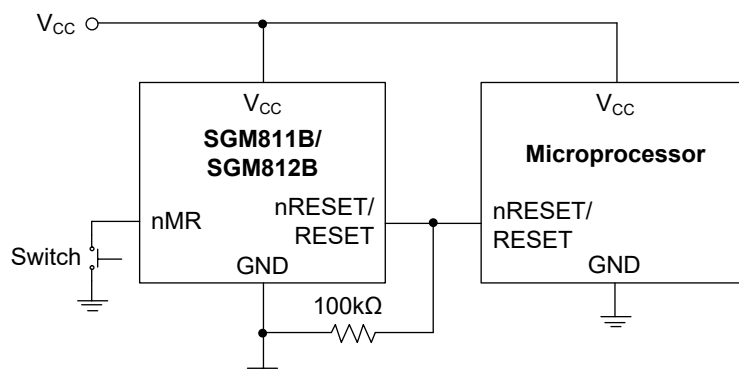 VCC
VCC
SGM811B/
SGM812B
nMR
nRESET/
RESET
GND
Switch
100kΩ
VCC
Microprocessor
nRESET/
RESET
GND